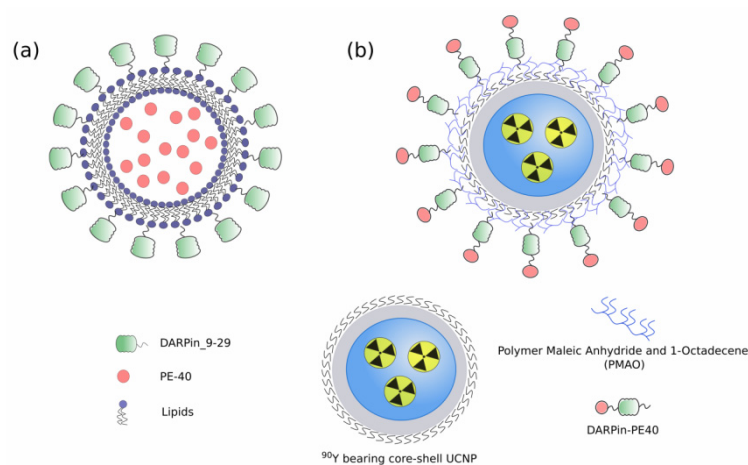 (a)
(b)
DARPin_9-29
PE-40
Lipids
⁹⁰Y bearing core-shell UCNP
Polymer Maleic Anhydride and 1-Octadecene
(PMAO)
DARPin-PE40